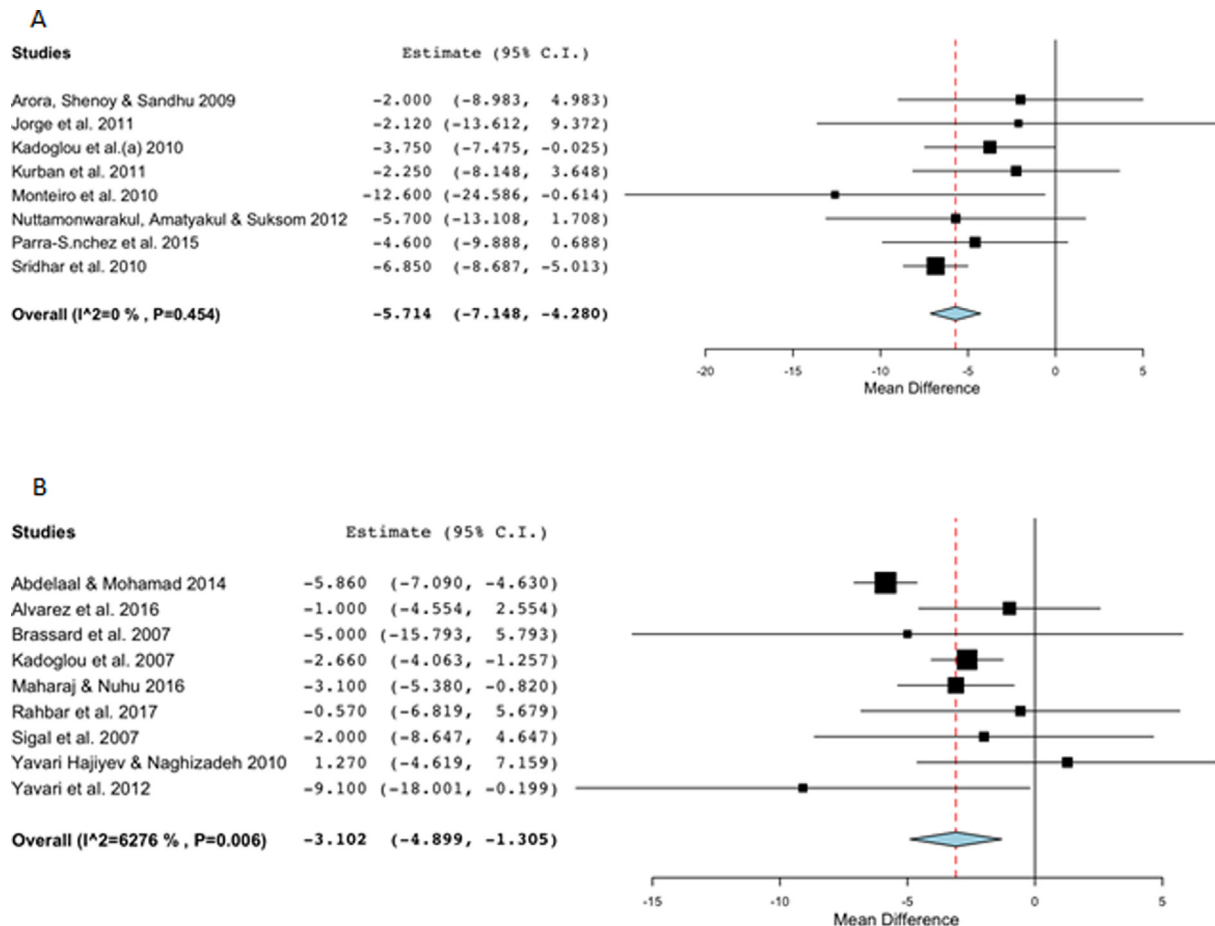 A
Studies Estimate (95% C.I.)
Arora, Shenoy & Sandhu 2009 -2.000 (-8.983, 4.983)
Jorge et al. 2011 -2.120 (-13.612, 9.372)
Kadoglou et al.(a) 2010 -3.750 (-7.475, -0.025)
Kurban et al. 2011 -2.250 (-8.148, 3.648)
Monteiro et al. 2010 -12.600 (-24.586, -0.614)
Nuttamonwarakul, Amatyakul & Suksom 2012 -5.700 (-13.108, 1.708)
Parra-S.nchez et al. 2015 -4.600 (-9.888, 0.688)
Sridhar et al. 2010 -6.850 (-8.687, -5.013)
Overall (I^2=0 % , P=0.454) -5.714 (-7.148, -4.280)
-20 -15 -10 -5 0 5
Mean Difference
B
Studies Estimate (95% C.I.)
Abdelaal & Mohamad 2014 -5.860 (-7.090, -4.630)
Alvarez et al. 2016 -1.000 (-4.554, 2.554)
Brassard et al. 2007 -5.000 (-15.793, 5.793)
Kadoglou et al. 2007 -2.660 (-4.063, -1.257)
Maharaj & Nuhu 2016 -3.100 (-5.380, -0.820)
Rahbar et al. 2017 -0.570 (-6.819, 5.679)
Sigal et al. 2007 -2.000 (-8.647, 4.647)
Yavari Hajiyev & Naghizadeh 2010 1.270 (-4.619, 7.159)
Yavari et al. 2012 -9.100 (-18.001, -0.199)
Overall (I^2=6276 % , P=0.006) -3.102 (-4.899, -1.305)
-15 -10 -5 0 5
Mean Difference